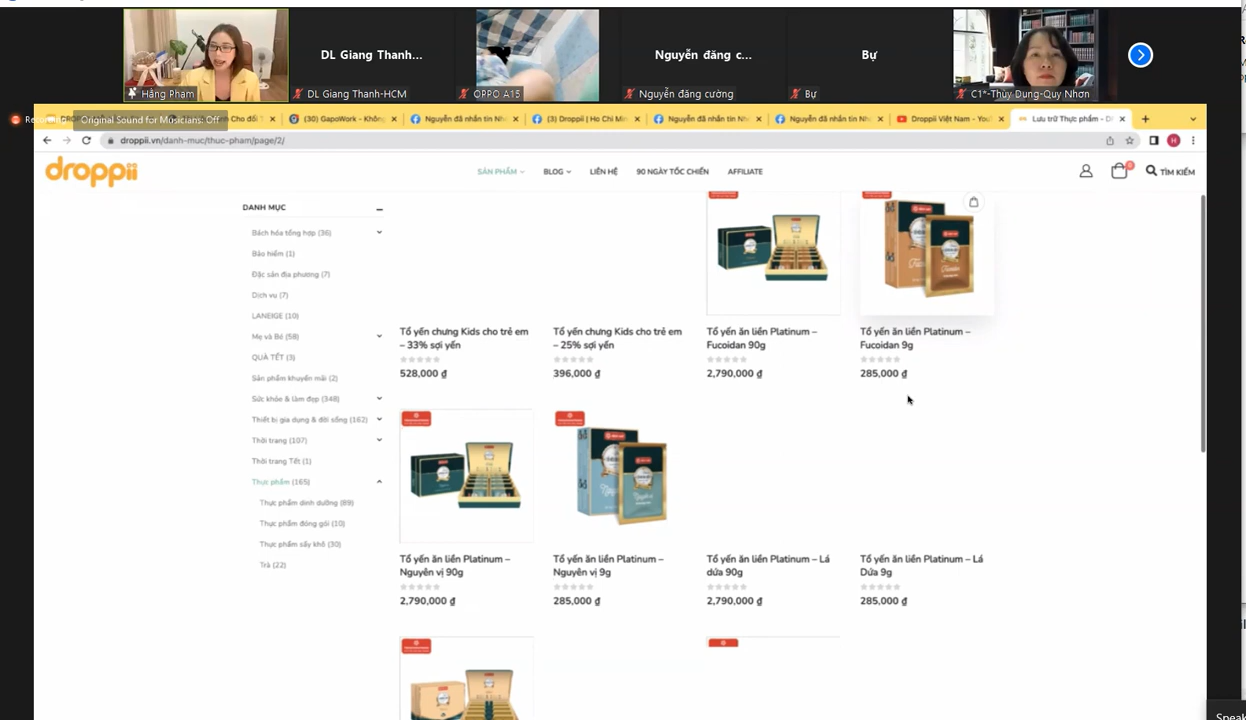 DL Giang Thanh...
Nguyễn đăng c...
Bự
Hằng Phạm
DL Giang Thanh-HCM
OPPO A15
Nguyễn đăng cường
Bự
C1*-Thùy Dung-Quy Nhơn
Original Sound for Musicians: Off
(30) GapoWork - Không
Nguyễn đã nhắn tin Nh
(3) Droppii | Ho Chi Min
Nguyễn đã nhắn tin Nh
Nguyễn đã nhắn tin Nh
Droppii Việt Nam - You
Lưu trữ Thực phẩm - D
droppii.vn/danh-muc/thuc-pham/page/2/
H
droppii
SẢN PHẨM
BLOG
LIÊN HỆ
90 NGÀY TỐC CHIẾN
AFFILIATE
0
TÌM KIẾM
DANH MỤC
Bách hóa tổng hợp (36)
Bảo hiểm (1)
Đặc sản địa phương (7)
Dịch vụ (7)
LANEIGE (10)
Mẹ và Bé (58)
QUÀ TẾT (3)
Sản phẩm khuyến mãi (2)
Sức khỏe & làm đẹp (348)
Thiết bị gia dụng & đời sống (162)
Thời trang (107)
Thời trang Tết (1)
Thực phẩm (165)
Thực phẩm dinh dưỡng (89)
Thực phẩm đóng gói (10)
Thực phẩm sấy khô (30)
Trà (22)
Tổ yến chưng Kids cho trẻ em
– 33% sợi yến
528,000 ₫
Tổ yến chưng Kids cho trẻ em
– 25% sợi yến
396,000 ₫
Tổ yến ăn liền Platinum –
Fucoidan 90g
2,790,000 ₫
Tổ yến ăn liền Platinum –
Fucoidan 9g
285,000 ₫
Tổ yến ăn liền Platinum –
Nguyên vị 90g
2,790,000 ₫
Tổ yến ăn liền Platinum –
Nguyên vị 9g
285,000 ₫
Tổ yến ăn liền Platinum – Lá
dứa 90g
2,790,000 ₫
Tổ yến ăn liền Platinum – Lá
Dứa 9g
285,000 ₫
Speak